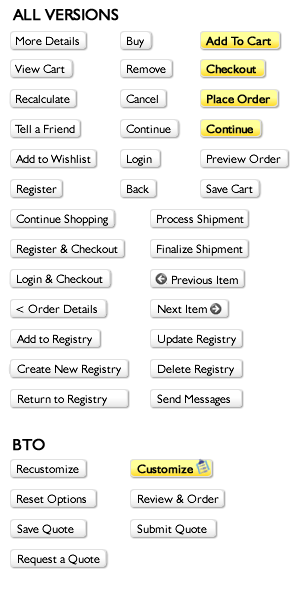 ALL VERSIONS
More Details Buy Add To Cart
View Cart Remove Checkout
Recalculate Cancel Place Order
Tell a Friend Continue Continue
Add to Wishlist Login Preview Order
Register Back Save Cart
Continue Shopping Process Shipment
Register & Checkout Finalize Shipment
Login & Checkout Previous Item
< Order Details Next Item
Add to Registry Update Registry
Create New Registry Delete Registry
Return to Registry Send Messages
BTO
Recustomize Customize
Reset Options Review & Order
Save Quote Submit Quote
Request a Quote